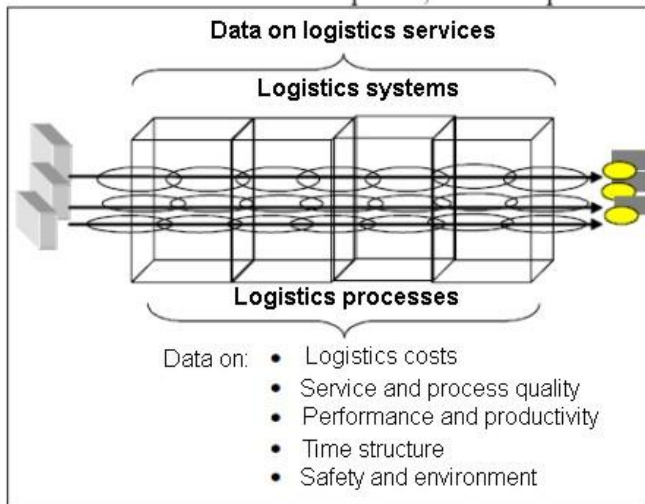 Data on logistics services
Logistics systems
Logistics processes
Data on: • Logistics costs
• Service and process quality
• Performance and productivity
• Time structure
• Safety and environment